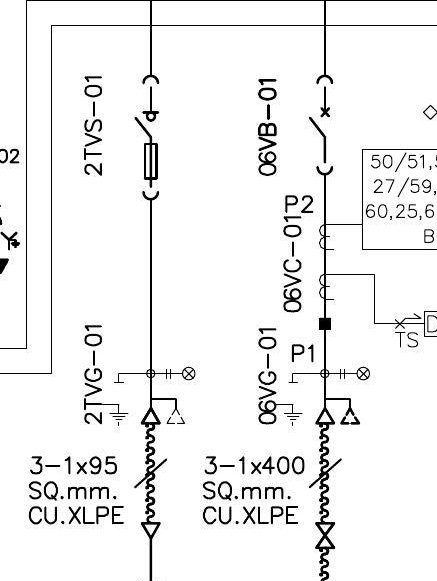 2TVS-01
06VB-01
02
50/51,5
27/59,
60,25,6
B
P2
06VC-01
TS
2TVG-01
06VG-01
P1
3-1x95
SQ.mm.
CU.XLPE
3-1x400
SQ.mm.
CU.XLPE